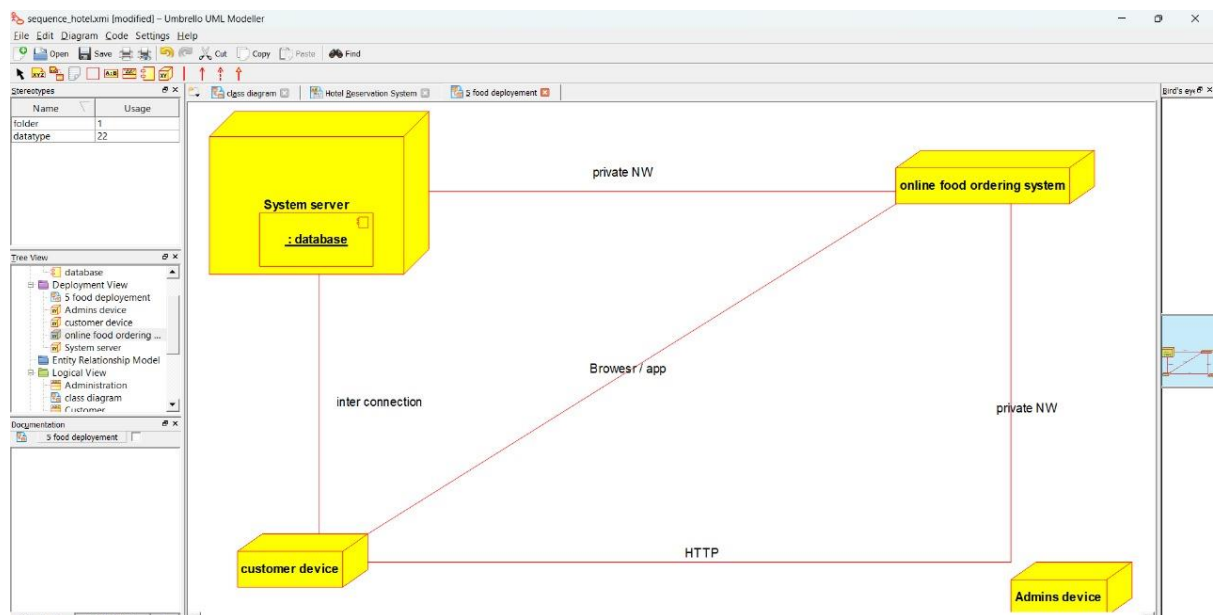 sequence_hotel.xmi [modified] – Umbrello UML Modeller
File Edit Diagram Code Settings Help
Open Save Cut Copy Paste Find
Stereotypes
Name Usage
folder 1
datatype 22
Tree View
database
Deployment View
5 food deployement
Admins device
customer device
online food ordering ...
System server
Entity Relationship Model
Logical View
Administration
class diagram
Customer
Documentation
5 food deployement
class diagram Hotel Reservation System 5 food deployement
Bird's eye
private NW
online food ordering system
System server
: database
Browesr / app
inter connection
private NW
HTTP
customer device
Admins device